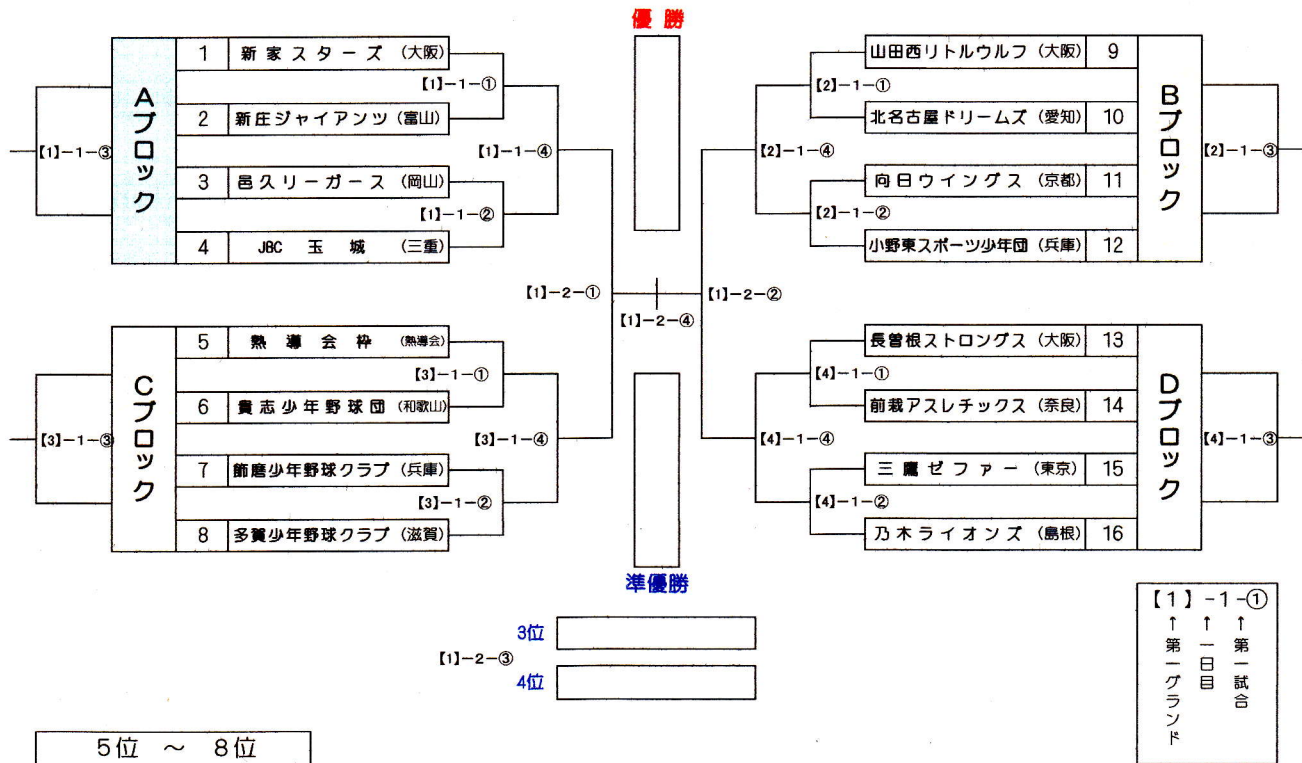 優勝
Aブロック
1 新家スターズ (大阪)
【1】-1-①
2 新庄ジャイアンツ (富山)
【1】-1-③
【1】-1-④
3 邑久リーガース (岡山)
【1】-1-②
4 JBC 玉城 (三重)
山田西リトルウルフ (大阪) 9
【2】-1-①
北名古屋ドリームズ (愛知) 10
【2】-1-④
向日ウイングス (京都) 11
【2】-1-②
小野東スポーツ少年団 (兵庫) 12
Bブロック
【2】-1-③
【1】-2-①
【1】-2-④
【1】-2-②
Cブロック
5 熱導会枠 (熱導会)
【3】-1-①
6 貴志少年野球団 (和歌山)
【3】-1-③
【3】-1-④
7 飾磨少年野球クラブ (兵庫)
【3】-1-②
8 多賀少年野球クラブ (滋賀)
長曽根ストロングス (大阪) 13
【4】-1-①
前栽アスレチックス (奈良) 14
【4】-1-④
三鷹ゼファー (東京) 15
【4】-1-②
乃木ライオンズ (島根) 16
Dブロック
【4】-1-③
準優勝
3位
【1】-2-③
4位
【1】-1-①
↑ ↑ ↑
第一グランド
一日目
第一試合
5位 ～ 8位